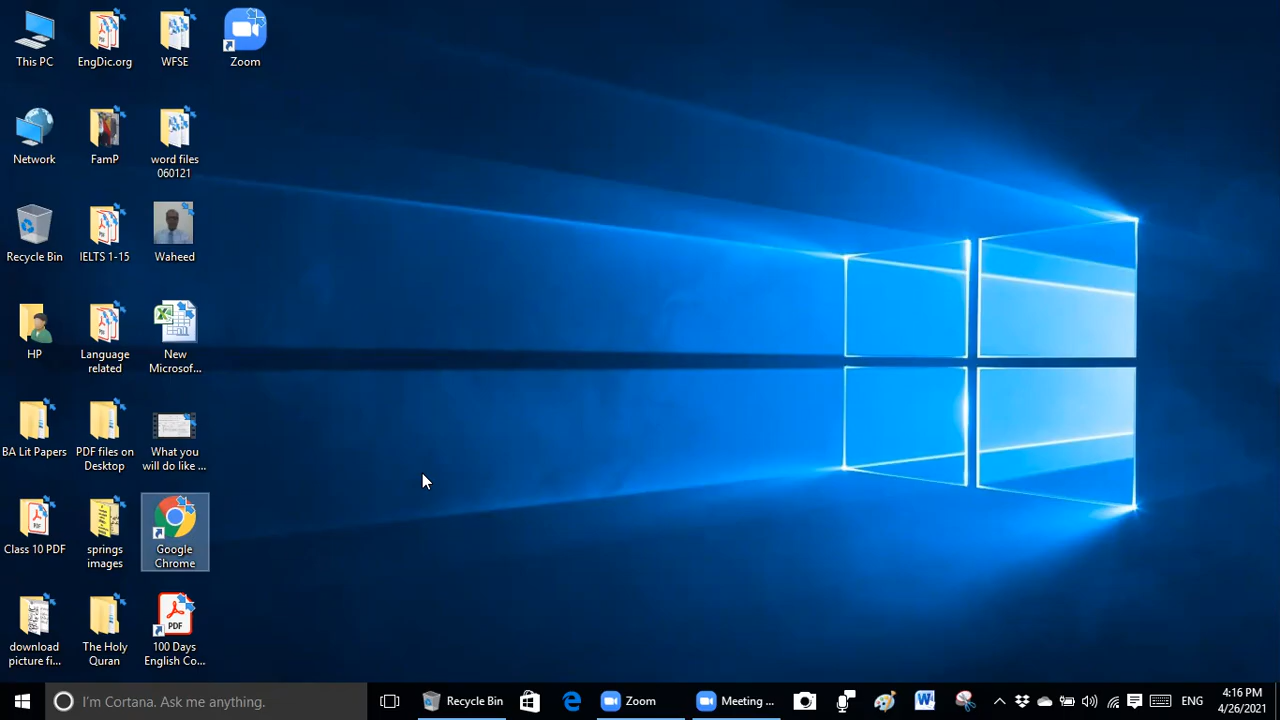 This PC
EngDic.org
WFSE
Zoom
Network
FamP
word files
060121
Recycle Bin
IELTS 1-15
Waheed
HP
Language
related
New
Microsof...
BA Lit Papers
PDF files on
Desktop
What you
will do like ...
Class 10 PDF
springs
images
Google
Chrome
download
picture fi...
The Holy
Quran
PDF
100 Days
English Co...
I'm Cortana. Ask me anything.
Recycle Bin
Zoom
Meeting ...
ENG
4:16 PM
4/26/2021